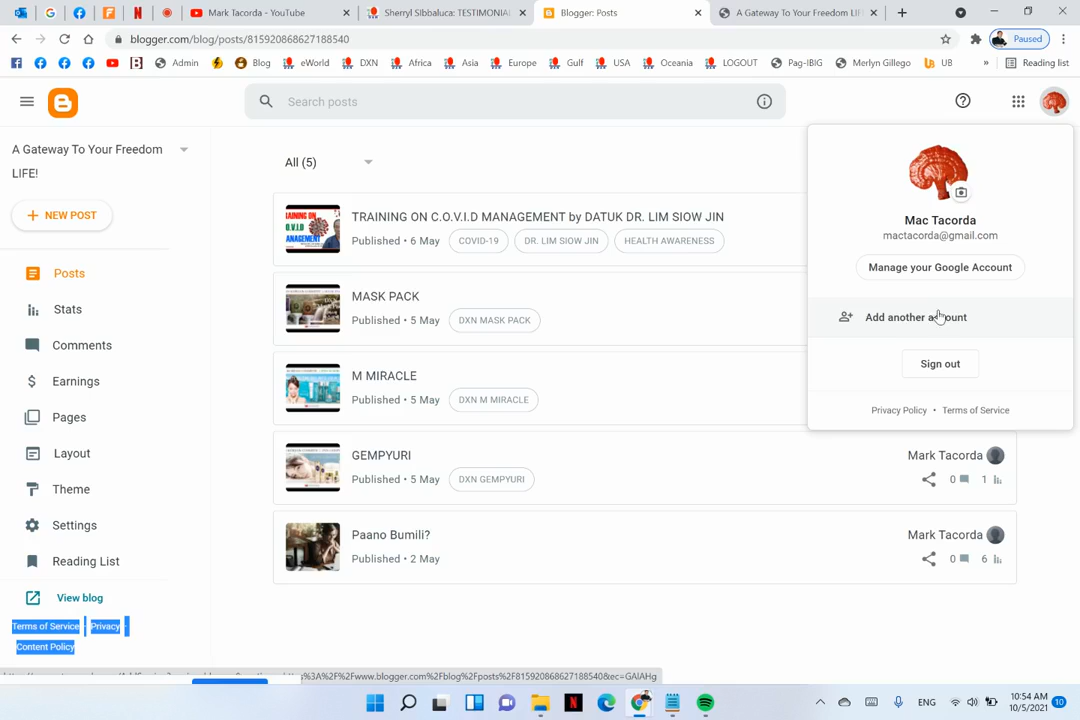 Mark Tacorda - YouTube
Sherryl SIbbaluca: TESTIMONIAL
Blogger: Posts
A Gateway To Your Freedom LIFE
blogger.com/blog/posts/815920868627188540
Paused
Admin
Blog
eWorld
DXN
Africa
Asia
Europe
Gulf
USA
Oceania
LOGOUT
Pag-IBIG
Merlyn Gillego
UB
»
Reading list
Search posts
A Gateway To Your Freedom
LIFE!
NEW POST
Posts
Stats
Comments
Earnings
Pages
Layout
Theme
Settings
Reading List
View blog
Terms of Service
Privacy
Content Policy
All (5)
TRAINING ON C.O.V.I.D MANAGEMENT by DATUK DR. LIM SIOW JIN
Published • 6 May
COVID-19
DR. LIM SIOW JIN
HEALTH AWARENESS
MASK PACK
Published • 5 May
DXN MASK PACK
M MIRACLE
Published • 5 May
DXN M MIRACLE
GEMPYURI
Published • 5 May
DXN GEMPYURI
Mark Tacorda
0 1
Paano Bumili?
Published • 2 May
Mark Tacorda
0 6
Mac Tacorda
mactacorda@gmail.com
Manage your Google Account
Add another account
Sign out
Privacy Policy • Terms of Service
ENG
10:54 AM
10/5/2021
10